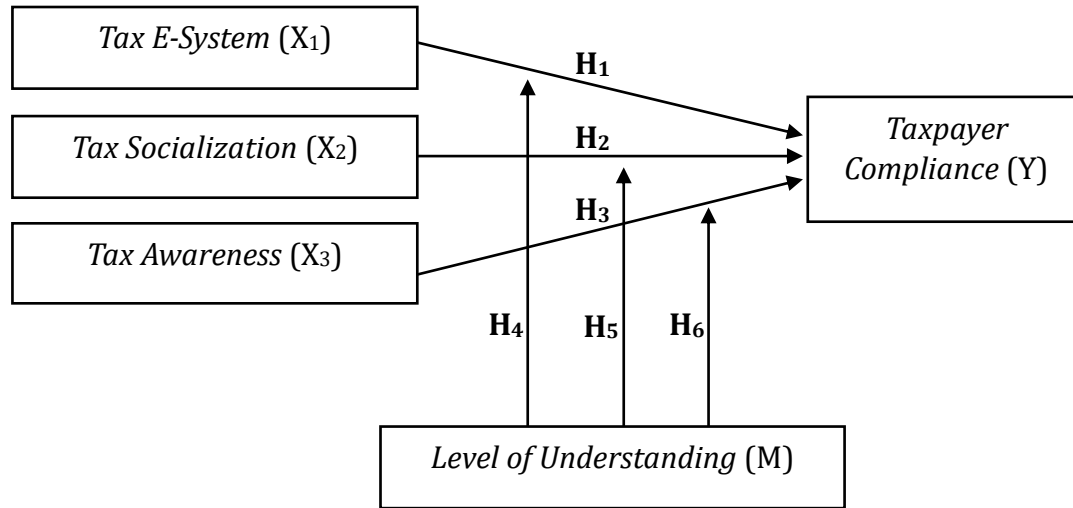 Tax E-System (X₁)
H₁
Taxpayer
Compliance (Y)
Tax Socialization (X₂)
H₂
Tax Awareness (X₃)
H₃
H₄
H₅
H₆
Level of Understanding (M)